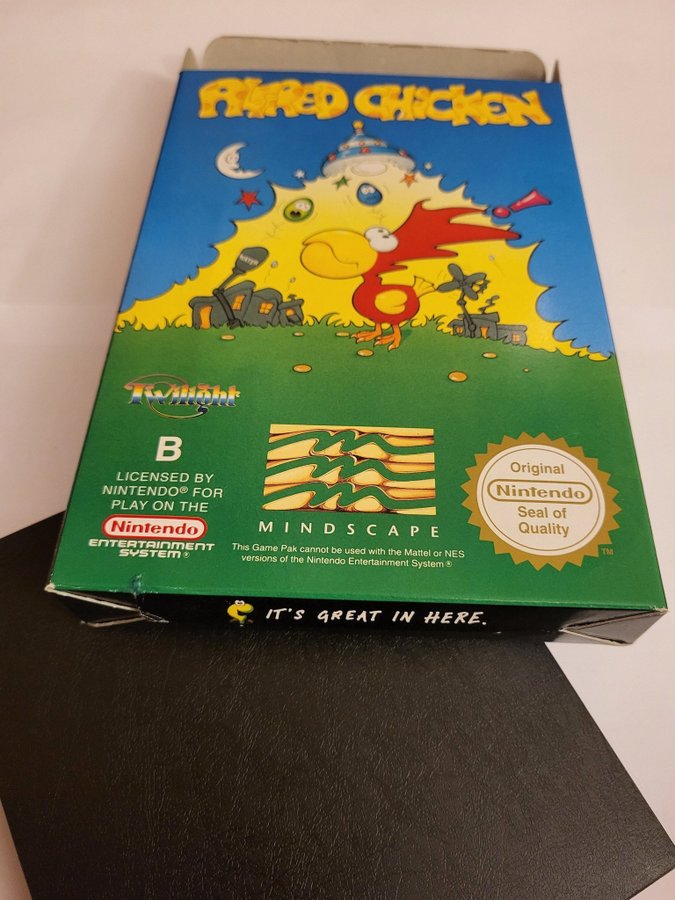 ALFRED CHICKEN
WATER
Twilight
B
LICENSED BY
NINTENDO® FOR
PLAY ON THE
Nintendo
ENTERTAINMENT
SYSTEM®
MINDSCAPE
This Game Pak cannot be used with the Mattel or NES
versions of the Nintendo Entertainment System®
Original
Nintendo
Seal of
Quality
TM
IT'S GREAT IN HERE.